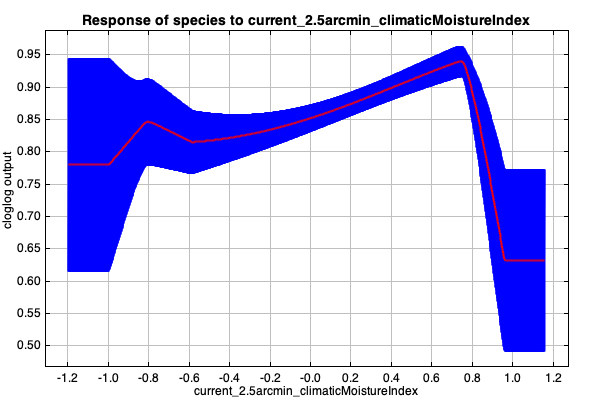 Response of species to current_2.5arcmin_climaticMoistureIndex
cloglog output
0.95
0.90
0.85
0.80
0.75
0.70
0.65
0.60
0.55
0.50
-1.2 -1.0 -0.8 -0.6 -0.4 -0.2 -0.0 0.2 0.4 0.6 0.8 1.0 1.2
current_2.5arcmin_climaticMoistureIndex